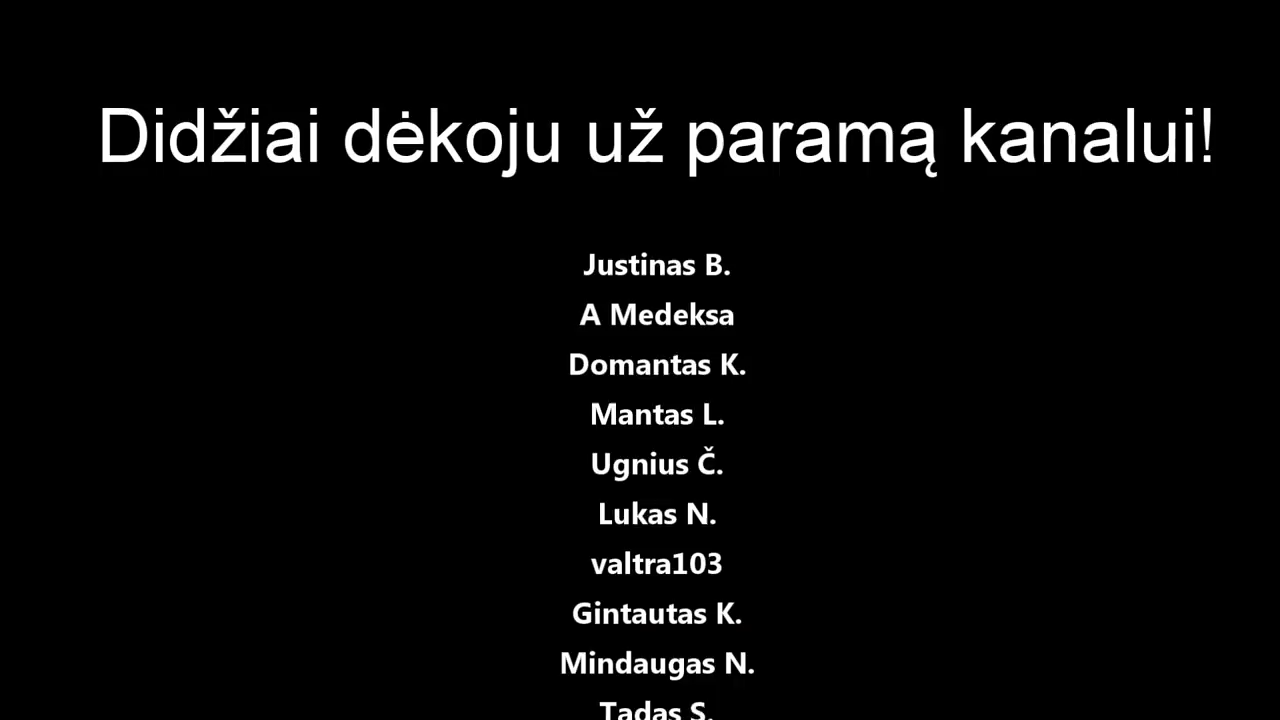 Didžiai dėkoju už paramą kanalui!
Justinas B.
A Medeksa
Domantas K.
Mantas L.
Ugnius Č.
Lukas N.
valtra103
Gintautas K.
Mindaugas N.
Tadas S.